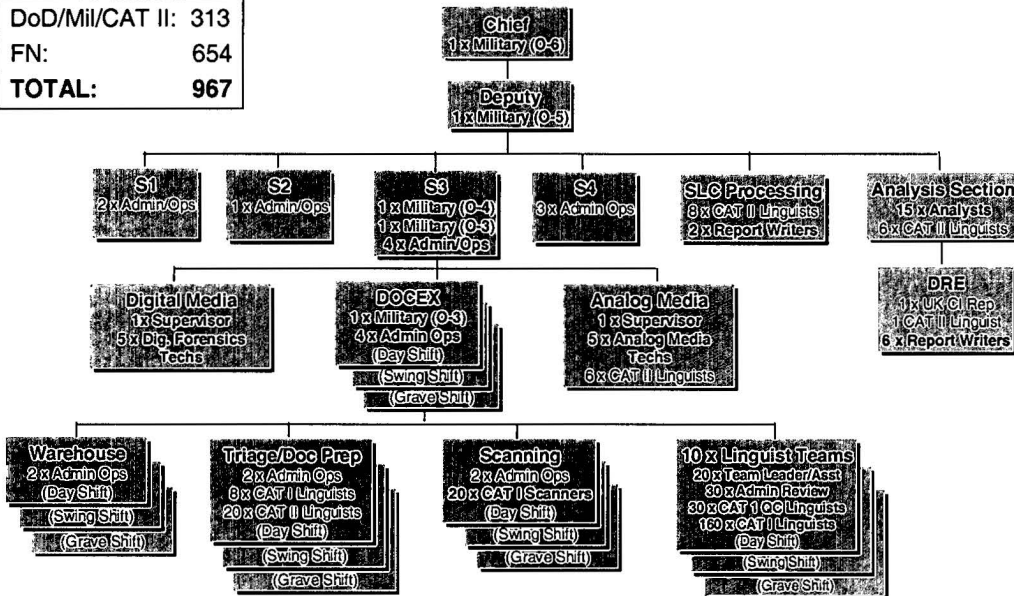 DoD/Mil/CAT II: 313
FN: 654
TOTAL: 967
Chief
1 x Military (O-6)
Deputy
1 x Military (O-5)
S1
2 x Admin/Ops
S2
1 x Admin/Ops
S3
1 x Military (O-4)
1 x Military (O-3)
4 x Admin/Ops
S4
3 x Admin Ops
SLC Processing
8 x CAT II Linguists
2 x Report Writers
Analysis Section
15 x Analysts
6 x CAT II Linguists
Digital Media
1x Supervisor
5 x Dig. Forensics
Techs
DOCEX
1 x Military (O-3)
4 x Admin Ops
(Day Shift)
(Swing Shift)
(Grave Shift)
Analog Media
1 x Supervisor
5 x Analog Media
Techs
6 x CAT II Linguists
DRE
1 x UK CI Rep
1 CAT II Linguist
6 x Report Writers
Warehouse
2 x Admin Ops
(Day Shift)
(Swing Shift)
(Grave Shift)
Triage/Doc Prep
2 x Admin Ops
8 x CAT I Linguists
20 x CAT II Linguists
(Day Shift)
(Swing Shift)
(Grave Shift)
Scanning
2 x Admin Ops
20 x CAT I Scanners
(Day Shift)
(Swing Shift)
(Grave Shift)
10 x Linguist Teams
20 x Team Leader/Asst
30 x Admin Review
30 x CAT 1 QC Linguists
160 x CAT I Linguists
(Day Shift)
(Swing Shift)
(Grave Shift)